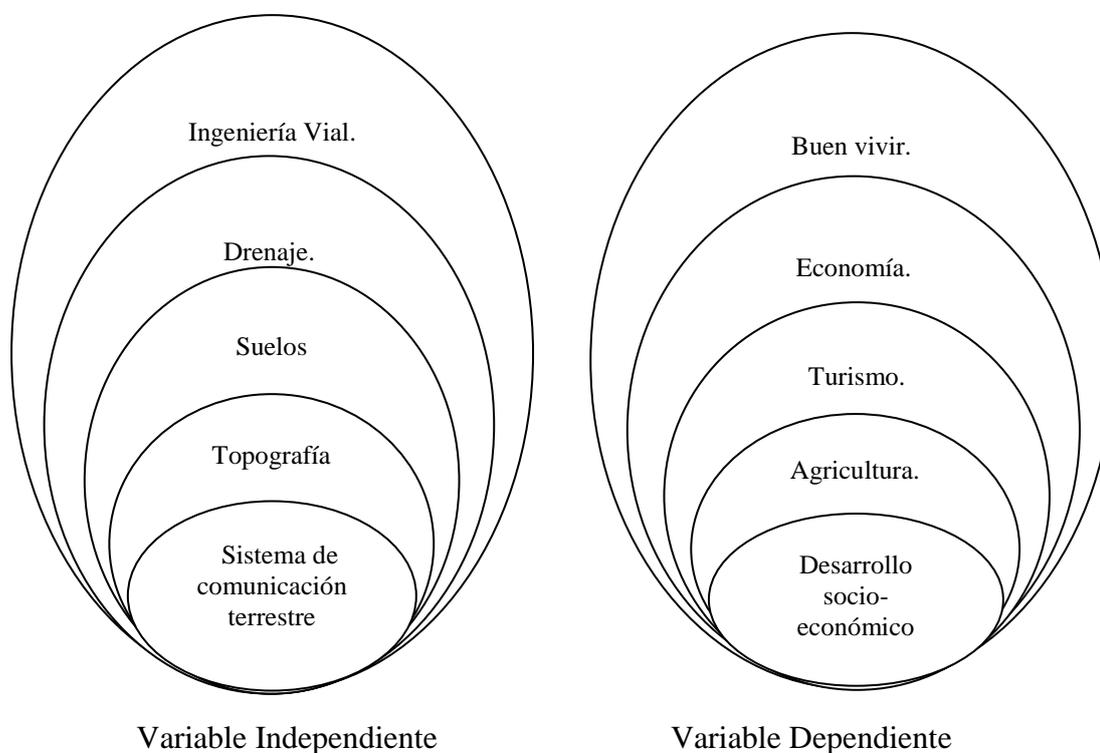 Ingeniería Vial.
Drenaje.
Suelos
Topografía
Sistema de
comunicación
terrestre
Variable Independiente
Buen vivir.
Economía.
Turismo.
Agricultura.
Desarrollo
socio-
económico
Variable Dependiente